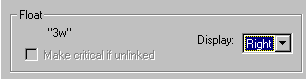 Float
"3w"
Display: Right
Make critical if unlinked